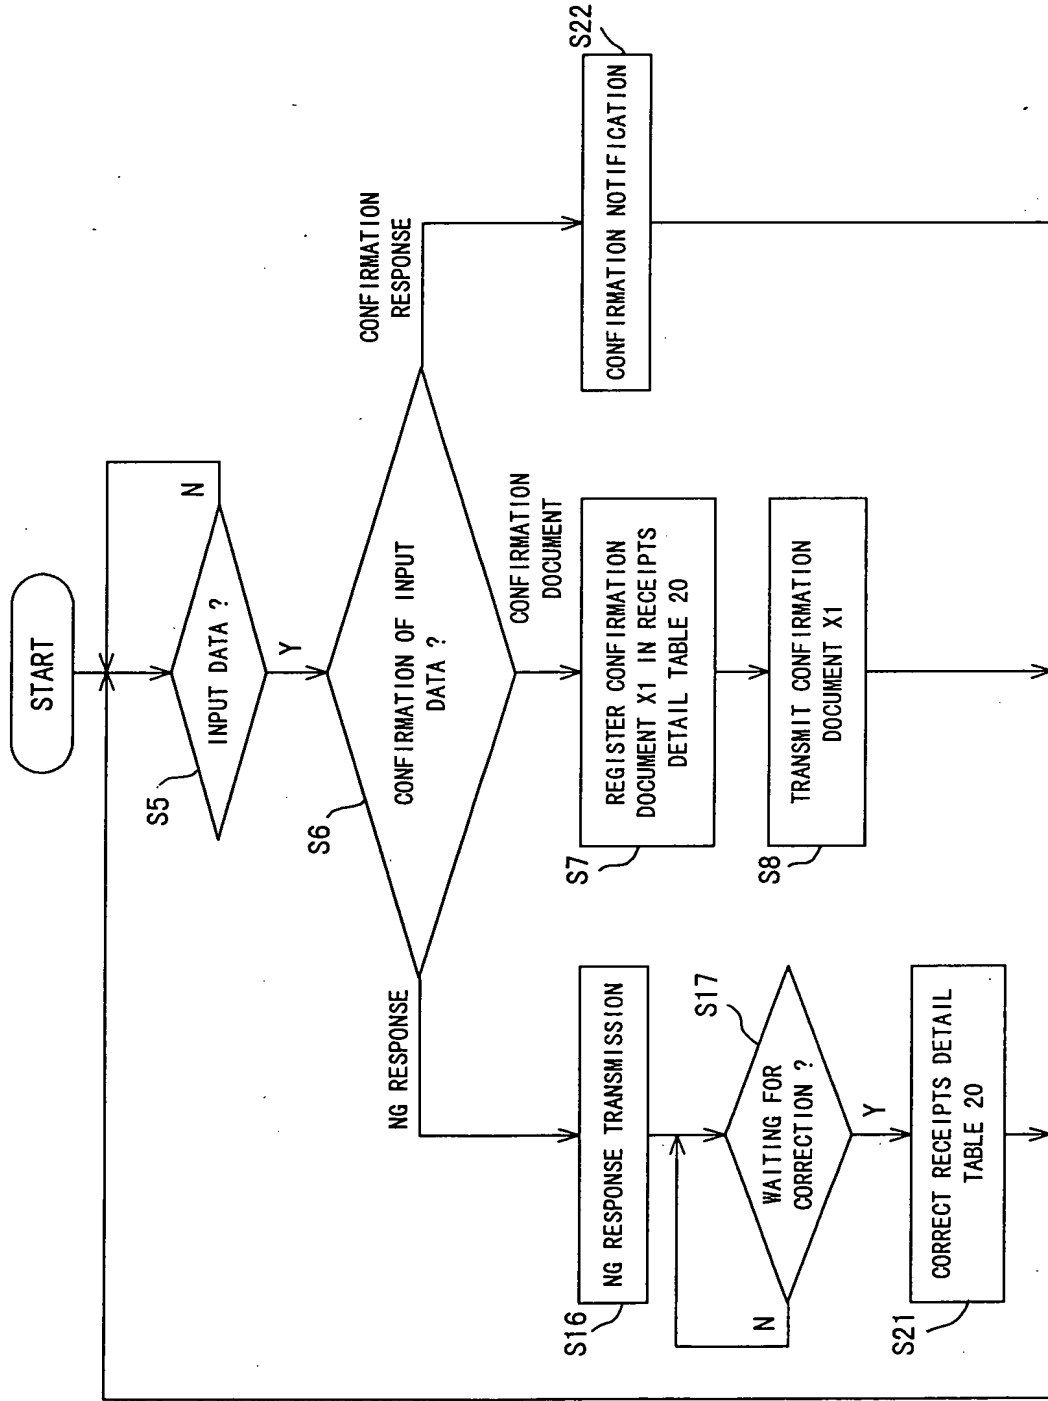 START
S5
INPUT DATA ?
N
Y
S6
CONFIRMATION OF INPUT
DATA ?
NG RESPONSE
CONFIRMATION
DOCUMENT
CONFIRMATION
RESPONSE
S16
NG RESPONSE TRANSMISSION
S17
WAITING FOR
CORRECTION ?
N
Y
S21
CORRECT RECEIPTS DETAIL
TABLE 20
S7
REGISTER CONFIRMATION
DOCUMENT X1 IN RECEIPTS
DETAIL TABLE 20
S8
TRANSMIT CONFIRMATION
DOCUMENT X1
S22
CONFIRMATION NOTIFICATION